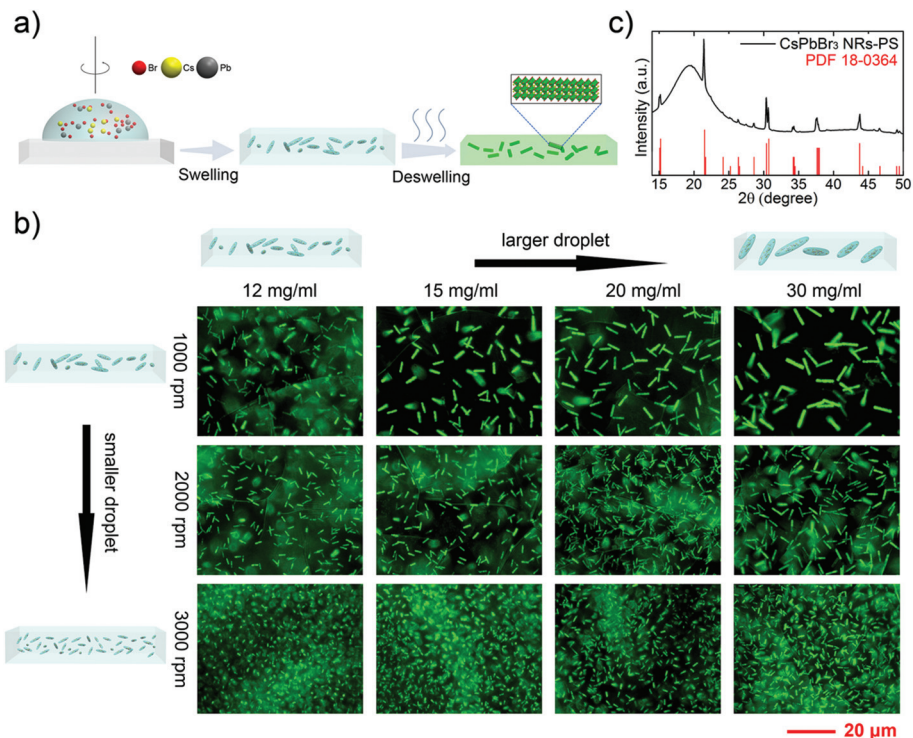 a)
Br Cs Pb
Swelling
Deswelling
c)
Intensity (a.u.)
CsPbBr₃ NRs-PS
PDF 18-0364
15 20 25 30 35 40 45 50
2θ (degree)
b)
larger droplet
12 mg/ml 15 mg/ml 20 mg/ml 30 mg/ml
1000 rpm
smaller droplet
2000 rpm
3000 rpm
20 µm